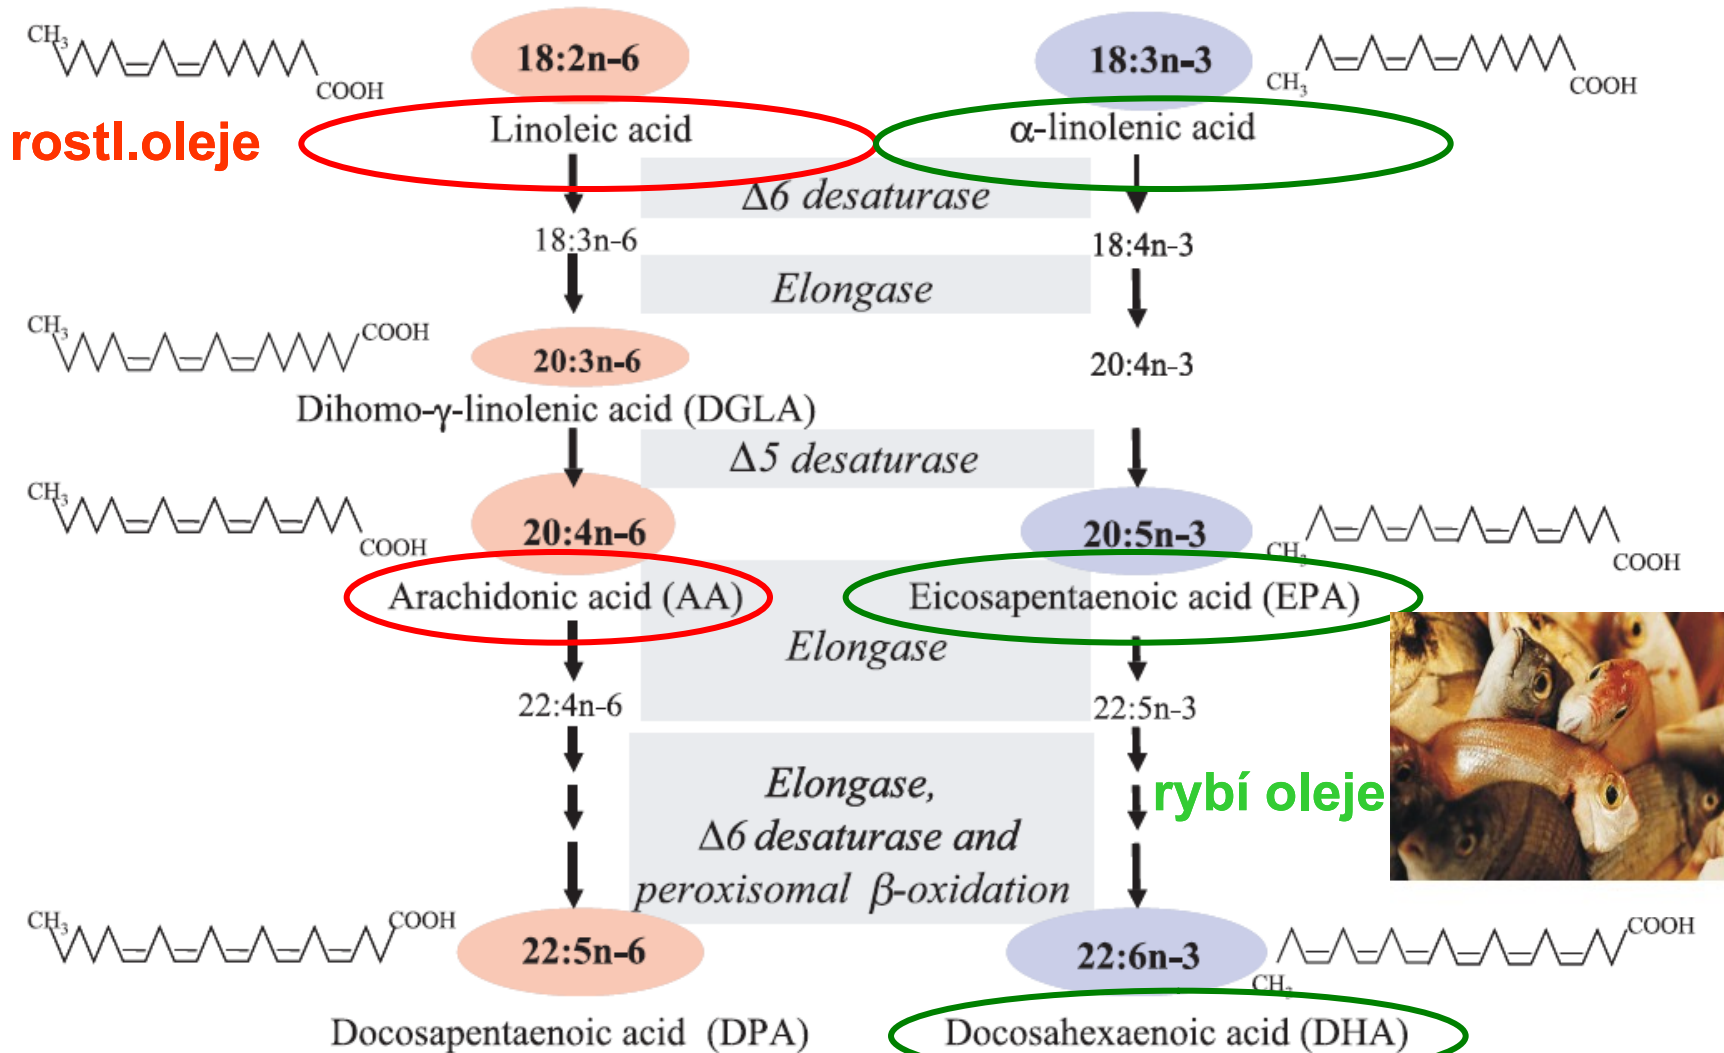 CH3
COOH
18:2n-6
18:3n-3
CH3
COOH
rostl.oleje
Linoleic acid
α-linolenic acid
Δ6 desaturase
18:3n-6
18:4n-3
Elongase
CH3
COOH
20:3n-6
20:4n-3
Dihomo-γ-linolenic acid (DGLA)
Δ5 desaturase
CH3
COOH
20:4n-6
20:5n-3
CH3
COOH
Arachidonic acid (AA)
Eicosapentaenoic acid (EPA)
Elongase
22:4n-6
22:5n-3
Elongase,
Δ6 desaturase and
peroxisomal β-oxidation
rybí oleje
CH3
COOH
22:5n-6
22:6n-3
CH3
COOH
Docosapentaenoic acid (DPA)
Docosahexaenoic acid (DHA)